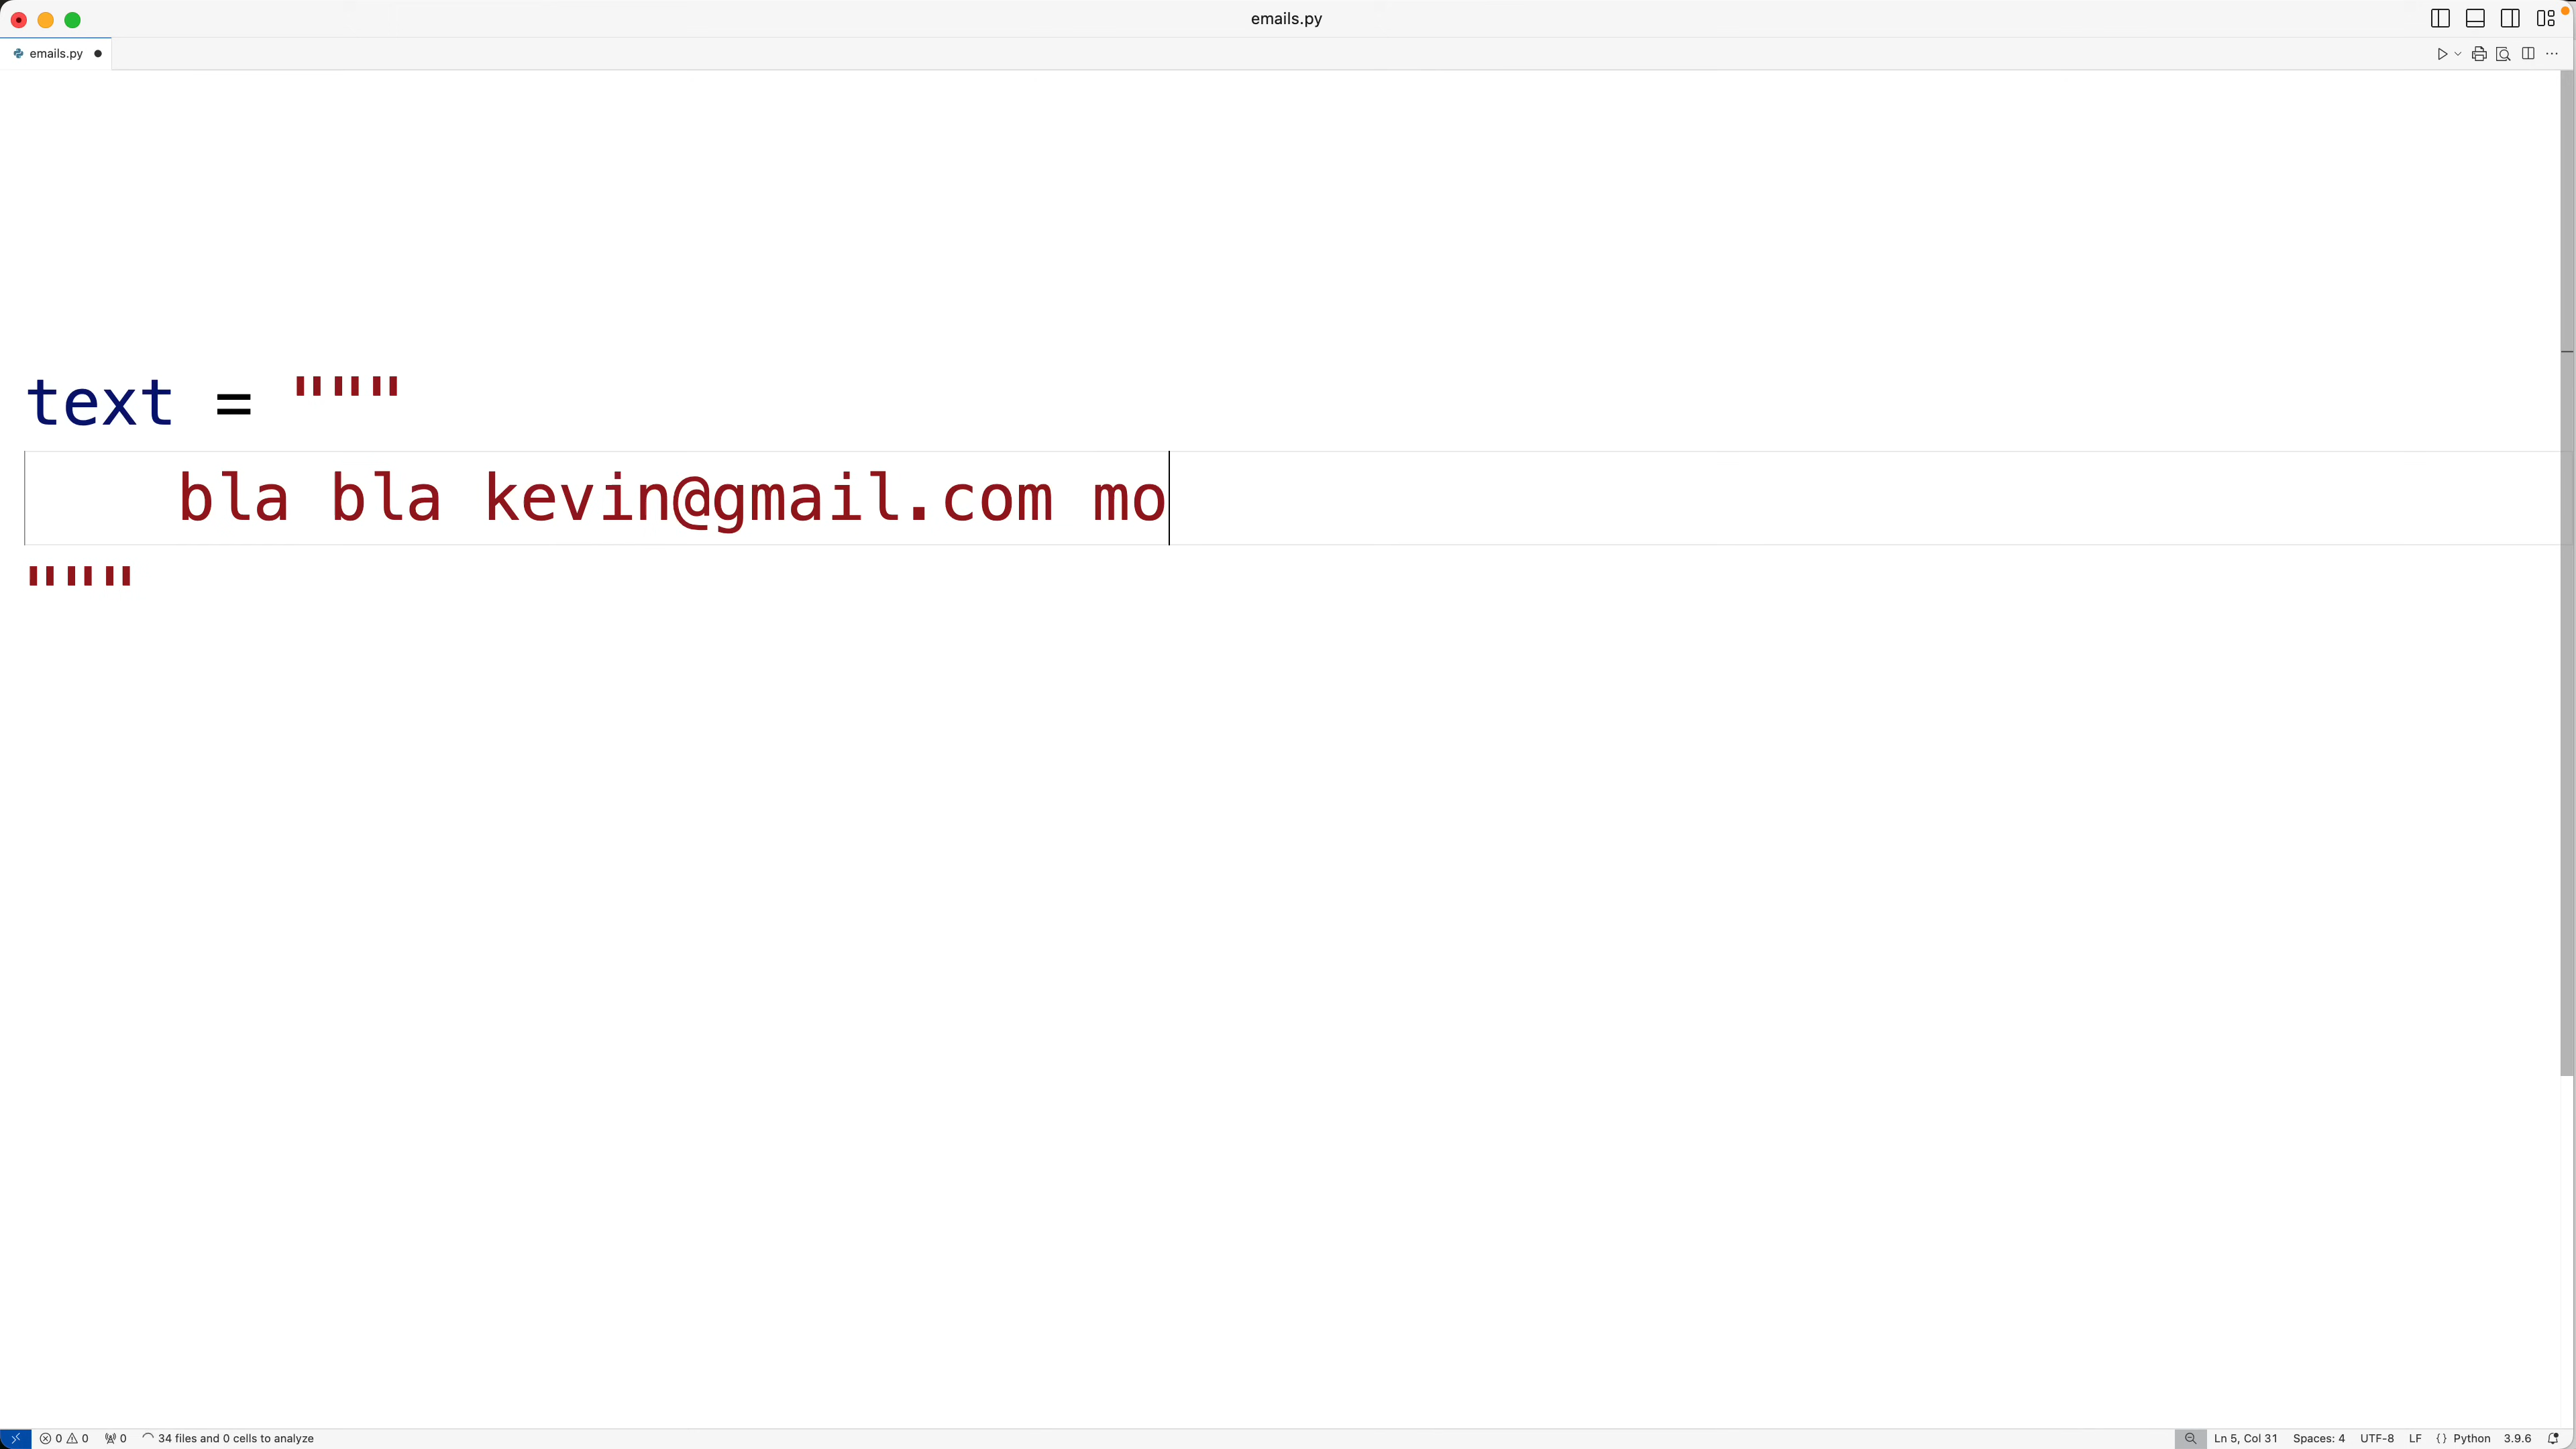 emails.py
emails.py
text = """
    bla bla kevin@gmail.com mo
"""
0 0 0 34 files and 0 cells to analyze Ln 5, Col 31 Spaces: 4 UTF-8 LF {} Python 3.9.6